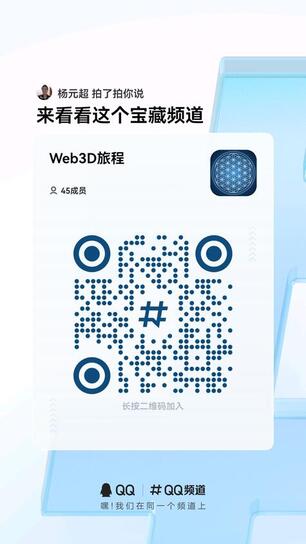 杨元超 拍了拍你说
来看看这个宝藏频道
Web3D旅程
45成员
长按二维码加入
QQ | #QQ频道
嘿!我们在同一个频道上